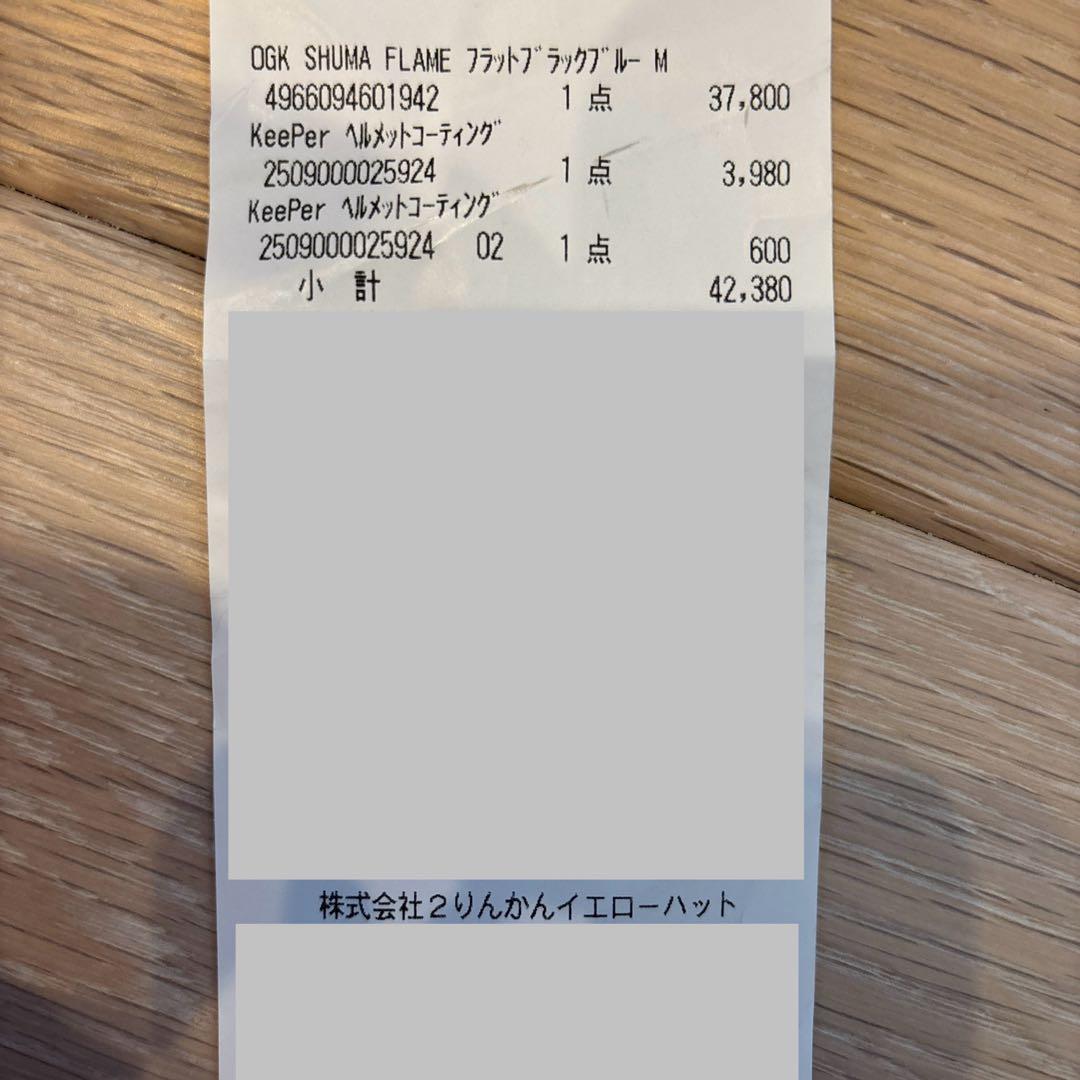 OGK SHUMA FLAME ﾌﾗｯﾄﾌﾞﾗｯｸﾌﾞﾙｰ M
4966094601942 1 点 37,800
KeePer ﾍﾙﾒｯﾄｺｰﾃｨﾝｸﾞ
2509000025924 1 点 3,980
KeePer ﾍﾙﾒｯﾄｺｰﾃｨﾝｸﾞ
2509000025924 02 1 点 600
小 計 42,380
株式会社２りんかんイエローハット